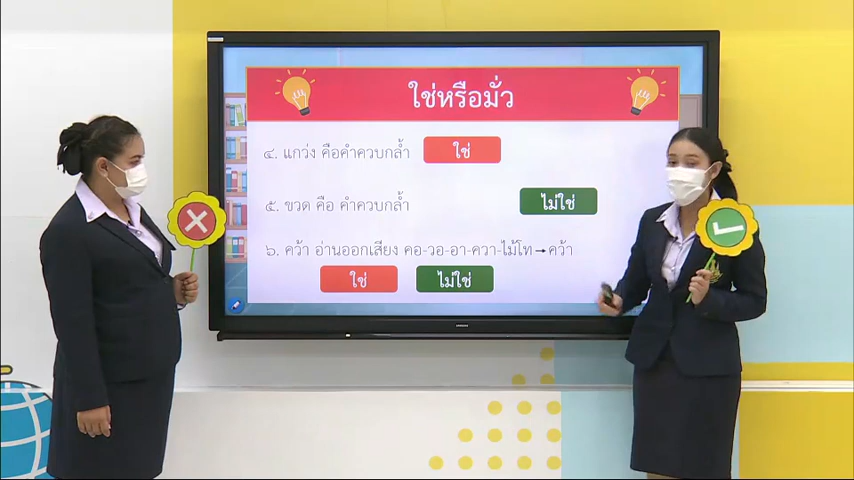 ใช่หรือมั่ว
๔. แกว่ง คือคำควบกล้ำ ใช่
๕. ขวด คือ คำควบกล้ำ ไม่ใช่
๖. คว้า อ่านออกเสียง คอ-วอ-อา-ควา-ไม้โท→คว้า
ใช่ ไม่ใช่